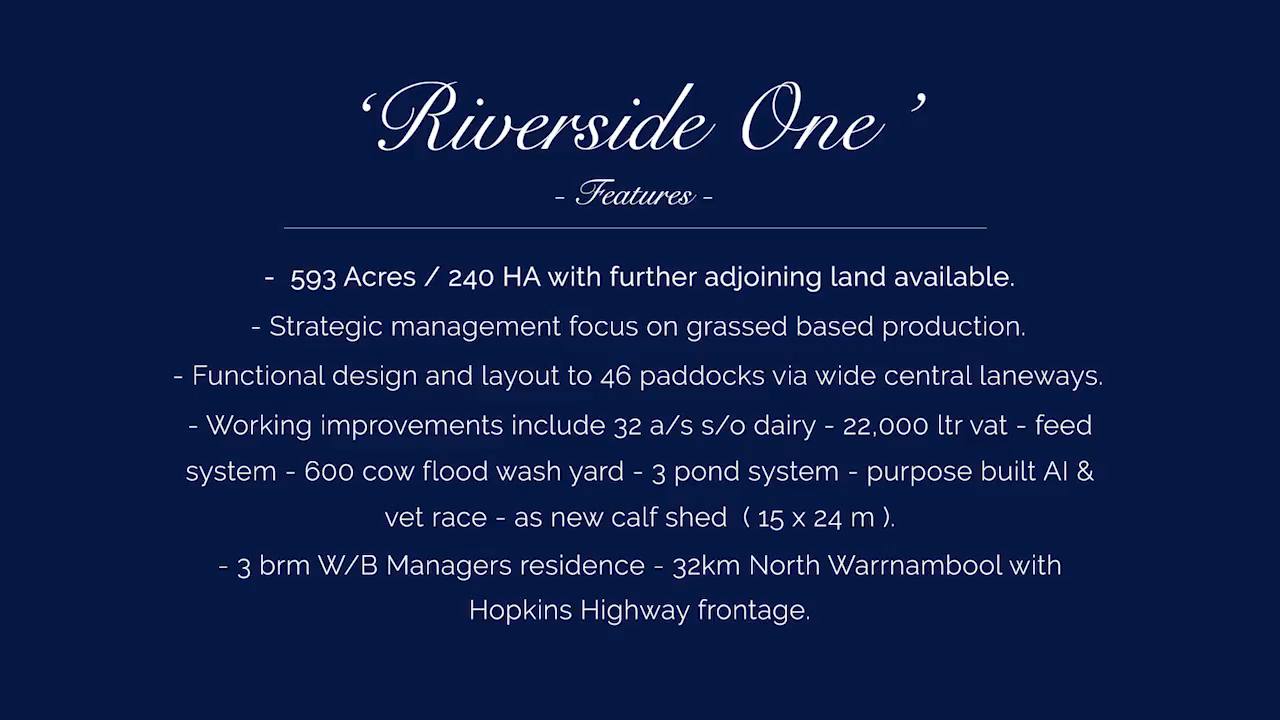 ‘Riverside One ’
- Features -
-  593 Acres / 240 HA with further adjoining land available.
- Strategic management focus on grassed based production.
- Functional design and layout to 46 paddocks via wide central laneways.
- Working improvements include 32 a/s s/o dairy - 22,000 ltr vat - feed
system - 600 cow flood wash yard - 3 pond system - purpose built AI &
vet race - as new calf shed  ( 15 x 24 m ).
- 3 brm W/B Managers residence - 32km North Warrnambool with
Hopkins Highway frontage.